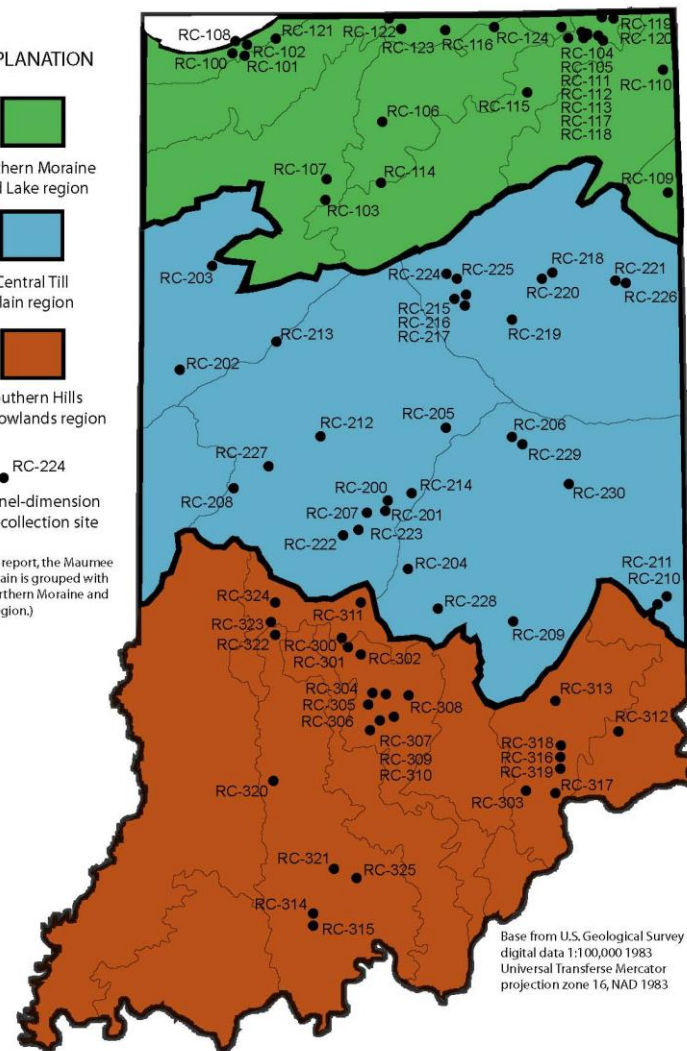 PLANATION
thern Moraine
d Lake region
Central Till
lain region
outhern Hills
owlands region
RC-224
nel-dimension
collection site
report, the Maumee
ain is grouped with
rthern Moraine and
egion.)
RC-108
RC-121
RC-122
RC-119
RC-120
RC-100
RC-102
RC-101
RC-123
RC-116
RC-124
RC-104
RC-105
RC-111
RC-112
RC-113
RC-117
RC-118
RC-110
RC-115
RC-106
RC-107
RC-114
RC-103
RC-109
RC-203
RC-224
RC-225
RC-218
RC-221
RC-220
RC-226
RC-215
RC-216
RC-217
RC-219
RC-213
RC-202
RC-212
RC-205
RC-206
RC-229
RC-227
RC-208
RC-200
RC-214
RC-230
RC-207
RC-201
RC-222
RC-223
RC-204
RC-211
RC-210
RC-228
RC-209
RC-324
RC-311
RC-323
RC-322
RC-300
RC-301
RC-302
RC-304
RC-305
RC-306
RC-308
RC-307
RC-309
RC-310
RC-313
RC-312
RC-318
RC-316
RC-319
RC-303
RC-317
RC-320
RC-321
RC-325
RC-314
RC-315
Base from U.S. Geological Survey
digital data 1:100,000 1983
Universal Transferse Mercator
projection zone 16, NAD 1983